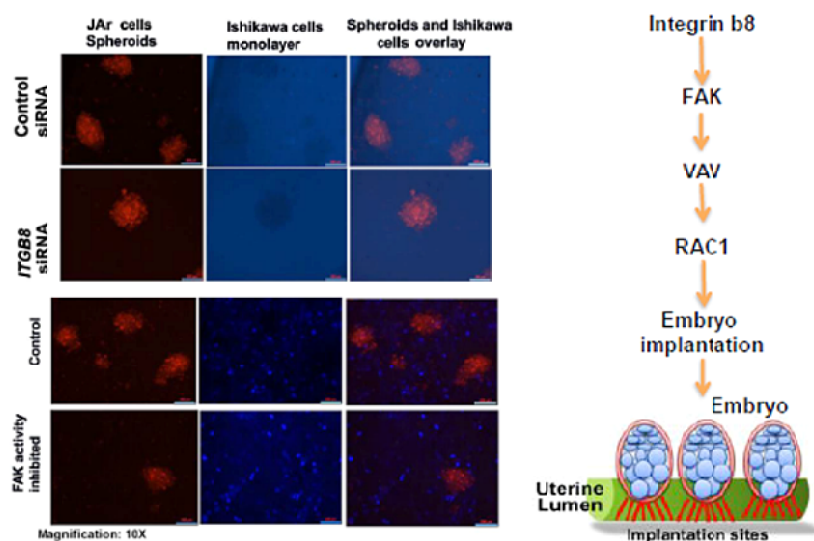 JAr cells
Spheroids
Ishikawa cells
monolayer
Spheroids and Ishikawa
cells overlay
Control
siRNA
ITGB8
siRNA
Control
FAK activity
inhibited
Magnification: 10X
Integrin b8
FAK
VAV
RAC1
Embryo
implantation
Embryo
Uterine
Lumen
Implantation sites